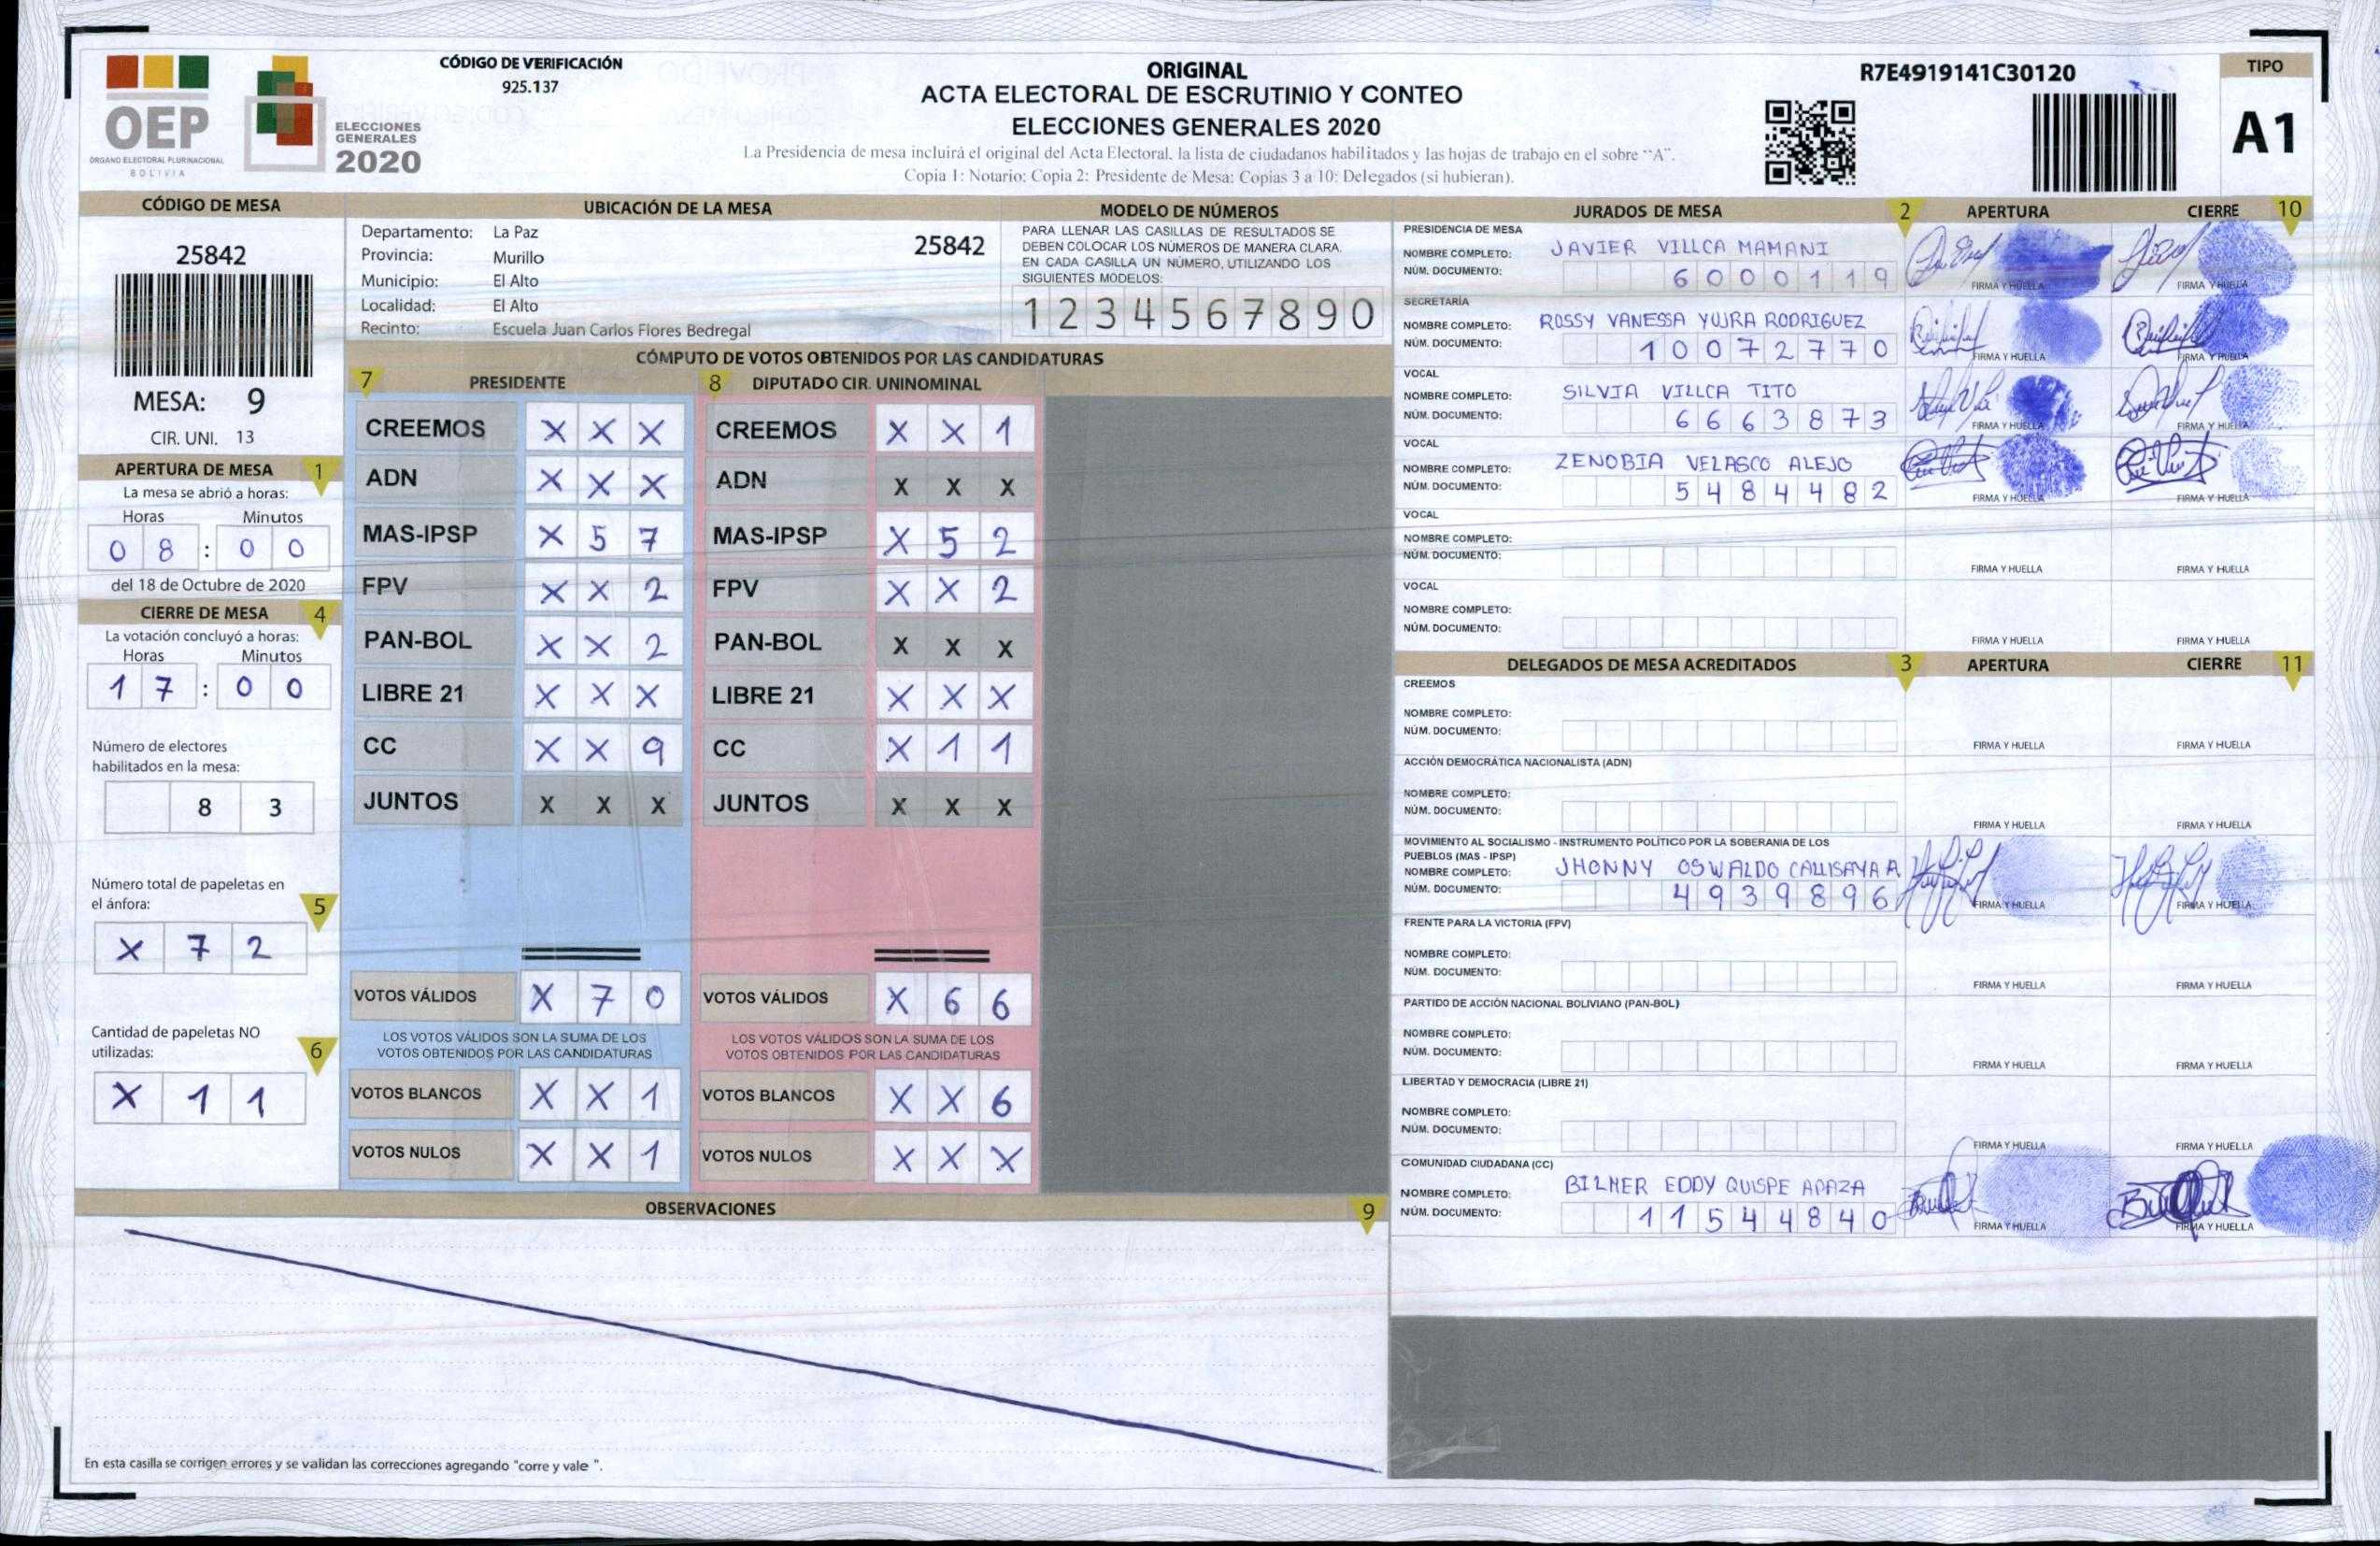 CÓDIGO DE VERIFICACIÓN
925.137
OEP
ÓRGANO ELECTORAL PLURINACIONAL
BOLIVIA
ELECCIONES
GENERALES
2020
ORIGINAL
ACTA ELECTORAL DE ESCRUTINIO Y CONTEO
ELECCIONES GENERALES 2020
La Presidencia de mesa incluirá el original del Acta Electoral, la lista de ciudadanos habilitados y las hojas de trabajo en el sobre "A".
Copia 1: Notario; Copia 2: Presidente de Mesa; Copias 3 a 10: Delegados (si hubieran).
R7E4919141C30120
TIPO
A1
CÓDIGO DE MESA
25842
MESA: 9
CIR. UNI. 13
APERTURA DE MESA 1
La mesa se abrió a horas:
Horas Minutos
0 8 : 0 0
del 18 de Octubre de 2020
CIERRE DE MESA 4
La votación concluyó a horas:
Horas Minutos
1 7 : 0 0
Número de electores
habilitados en la mesa:
8 3
Número total de papeletas en
el ánfora: 5
X 7 2
Cantidad de papeletas NO
utilizadas: 6
X 1 1
UBICACIÓN DE LA MESA
Departamento: La Paz 25842
Provincia: Murillo
Municipio: El Alto
Localidad: El Alto
Recinto: Escuela Juan Carlos Flores Bedregal
MODELO DE NÚMEROS
PARA LLENAR LAS CASILLAS DE RESULTADOS SE
DEBEN COLOCAR LOS NÚMEROS DE MANERA CLARA.
EN CADA CASILLA UN NÚMERO, UTILIZANDO LOS
SIGUIENTES MODELOS:
1 2 3 4 5 6 7 8 9 0
CÓMPUTO DE VOTOS OBTENIDOS POR LAS CANDIDATURAS
7 PRESIDENTE 8 DIPUTADO CIR. UNINOMINAL
CREEMOS X X X CREEMOS X X 1
ADN X X X ADN X X X
MAS-IPSP X 5 7 MAS-IPSP X 5 2
FPV X X 2 FPV X X 2
PAN-BOL X X 2 PAN-BOL X X X
LIBRE 21 X X X LIBRE 21 X X X
CC X X 9 CC X 1 1
JUNTOS X X X JUNTOS X X X
VOTOS VÁLIDOS X 7 0 VOTOS VÁLIDOS X 6 6
LOS VOTOS VÁLIDOS SON LA SUMA DE LOS LOS VOTOS VÁLIDOS SON LA SUMA DE LOS
VOTOS OBTENIDOS POR LAS CANDIDATURAS VOTOS OBTENIDOS POR LAS CANDIDATURAS
VOTOS BLANCOS X X 1 VOTOS BLANCOS X X 6
VOTOS NULOS X X 1 VOTOS NULOS X X X
OBSERVACIONES 9
En esta casilla se corrigen errores y se validan las correcciones agregando "corre y vale ".
JURADOS DE MESA 2 APERTURA CIERRE 10
PRESIDENCIA DE MESA
NOMBRE COMPLETO: JAVIER VILLCA MAMANI
NÚM. DOCUMENTO: 6 0 0 0 1 1 9
FIRMA Y HUELLA FIRMA Y HUELLA
SECRETARÍA
NOMBRE COMPLETO: ROSSY VANESSA YUJRA RODRIGUEZ
NÚM. DOCUMENTO: 1 0 0 7 2 7 7 0
FIRMA Y HUELLA FIRMA Y HUELLA
VOCAL
NOMBRE COMPLETO: SILVIA VILLCA TITO
NÚM. DOCUMENTO: 6 6 6 3 8 7 3
FIRMA Y HUELLA FIRMA Y HUELLA
VOCAL
NOMBRE COMPLETO: ZENOBIA VELASCO ALEJO
NÚM. DOCUMENTO: 5 4 8 4 4 8 2
FIRMA Y HUELLA FIRMA Y HUELLA
VOCAL
NOMBRE COMPLETO:
NÚM. DOCUMENTO:
FIRMA Y HUELLA FIRMA Y HUELLA
VOCAL
NOMBRE COMPLETO:
NÚM. DOCUMENTO:
FIRMA Y HUELLA FIRMA Y HUELLA
DELEGADOS DE MESA ACREDITADOS 3 APERTURA CIERRE 11
CREEMOS
NOMBRE COMPLETO:
NÚM. DOCUMENTO:
FIRMA Y HUELLA FIRMA Y HUELLA
ACCIÓN DEMOCRÁTICA NACIONALISTA (ADN)
NOMBRE COMPLETO:
NÚM. DOCUMENTO:
FIRMA Y HUELLA FIRMA Y HUELLA
MOVIMIENTO AL SOCIALISMO - INSTRUMENTO POLÍTICO POR LA SOBERANIA DE LOS
PUEBLOS (MAS - IPSP)
NOMBRE COMPLETO: JHONNY OSWALDO CALLISAYA A
NÚM. DOCUMENTO: 4 9 3 9 8 9 6
FIRMA Y HUELLA FIRMA Y HUELLA
FRENTE PARA LA VICTORIA (FPV)
NOMBRE COMPLETO:
NÚM. DOCUMENTO:
FIRMA Y HUELLA FIRMA Y HUELLA
PARTIDO DE ACCIÓN NACIONAL BOLIVIANO (PAN-BOL)
NOMBRE COMPLETO:
NÚM. DOCUMENTO:
FIRMA Y HUELLA FIRMA Y HUELLA
LIBERTAD Y DEMOCRACIA (LIBRE 21)
NOMBRE COMPLETO:
NÚM. DOCUMENTO:
FIRMA Y HUELLA FIRMA Y HUELLA
COMUNIDAD CIUDADANA (CC)
NOMBRE COMPLETO: BILMER EDDY QUISPE APAZA
NÚM. DOCUMENTO: 1 1 5 4 4 8 4 0
FIRMA Y HUELLA FIRMA Y HUELLA